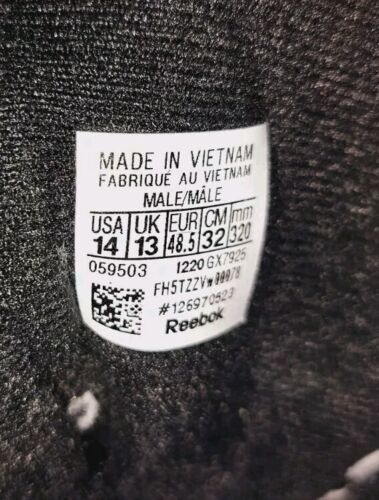 MADE IN VIETNAM
FABRIQUÉ AU VIETNAM
MALE/MÂLE
USA UK EUR CM mm
14 13 48.5 32 320
059503 1220 GX7925
FH5TZZVW00078
#126970523
Reebok